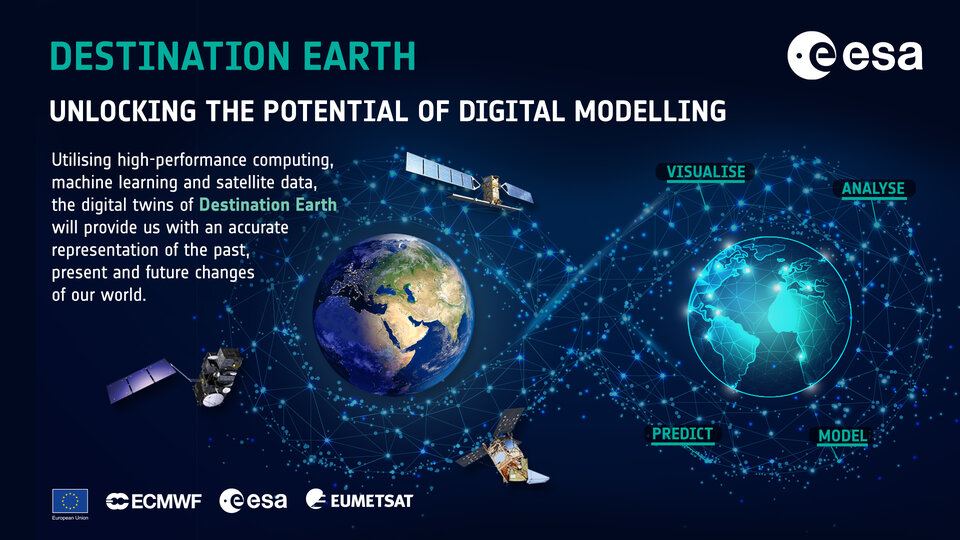 DESTINATION EARTH
esa
UNLOCKING THE POTENTIAL OF DIGITAL MODELLING
Utilising high-performance computing,
machine learning and satellite data,
the digital twins of Destination Earth
will provide us with an accurate
representation of the past,
present and future changes
of our world.
VISUALISE
ANALYSE
PREDICT
MODEL
European Union
ECMWF
esa
EUMETSAT